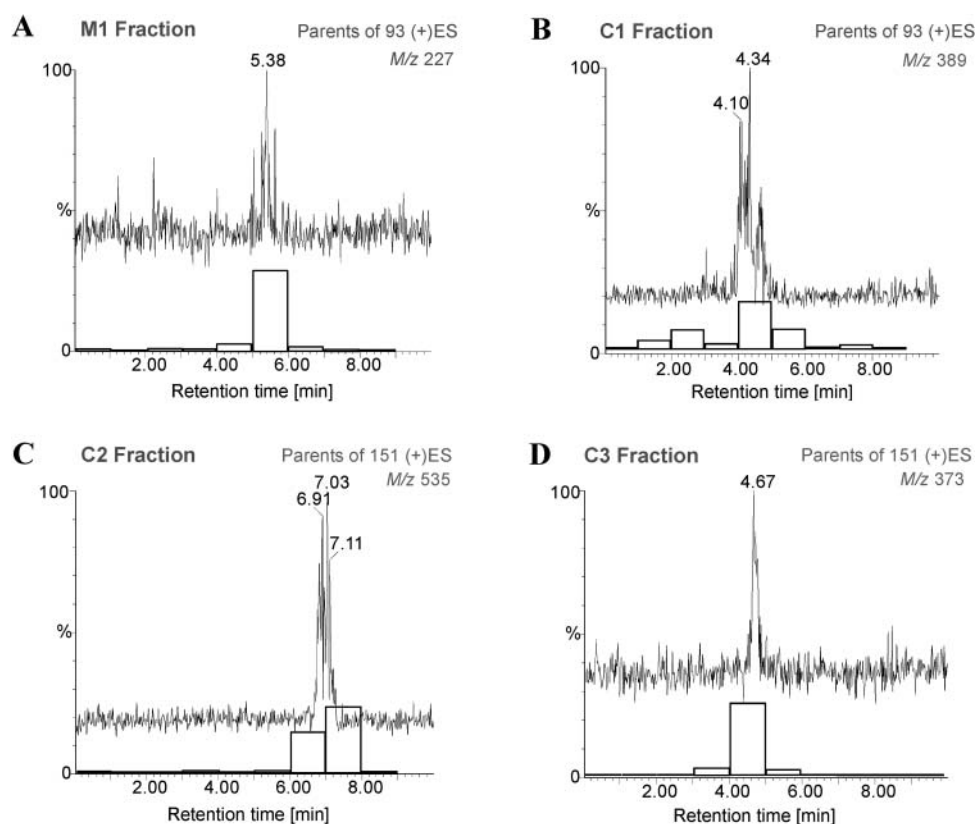 A M1 Fraction Parents of 93 (+)ES
M/z 227
100
5.38
%
0
2.00 4.00 6.00 8.00
Retention time [min]
B C1 Fraction Parents of 93 (+)ES
M/z 389
100
4.34
4.10
%
0
2.00 4.00 6.00 8.00
Retention time [min]
C C2 Fraction Parents of 151 (+)ES
M/z 535
100
7.03
6.91
7.11
%
0
2.00 4.00 6.00 8.00
Retention time [min]
D C3 Fraction Parents of 151 (+)ES
M/z 373
100
4.67
%
0
2.00 4.00 6.00 8.00
Retention time [min]